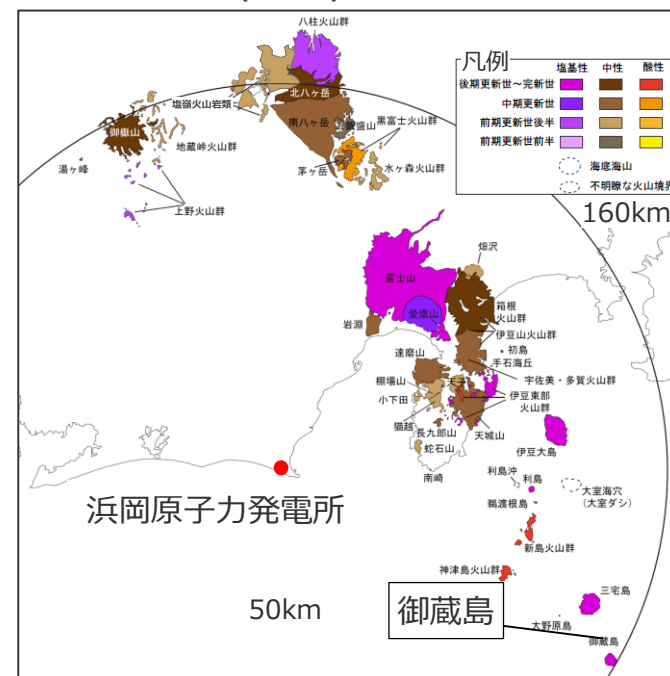 八柱火山群
凡例
塩基性 中性 酸性
後期更新世~完新世
中期更新世
前期更新世後半
前期更新世前半
海底海山
不明瞭な火山境界
160km
塩嶺火山岩類
北八ヶ岳
御嶽山
南八ヶ岳
飯盛山
黒富士火山群
地蔵峠火山群
湯ヶ峰
茅ヶ岳
水ヶ森火山群
上野火山群
畑沢
富士山
愛鷹山
箱根
火山群
岩淵
伊豆山火山群
達磨山
初島
手石海丘
棚場山
天子
宇佐美・多賀火山群
小下田
伊豆東部
火山群
猫越
長九郎山
天城山
伊豆大島
蛇石山
南崎
利島沖
利島
大室海穴
(大室ダシ)
鵜渡根島
浜岡原子力発電所
新島火山群
神津島火山群
三宅島
50km
御蔵島
大野原島
御蔵島